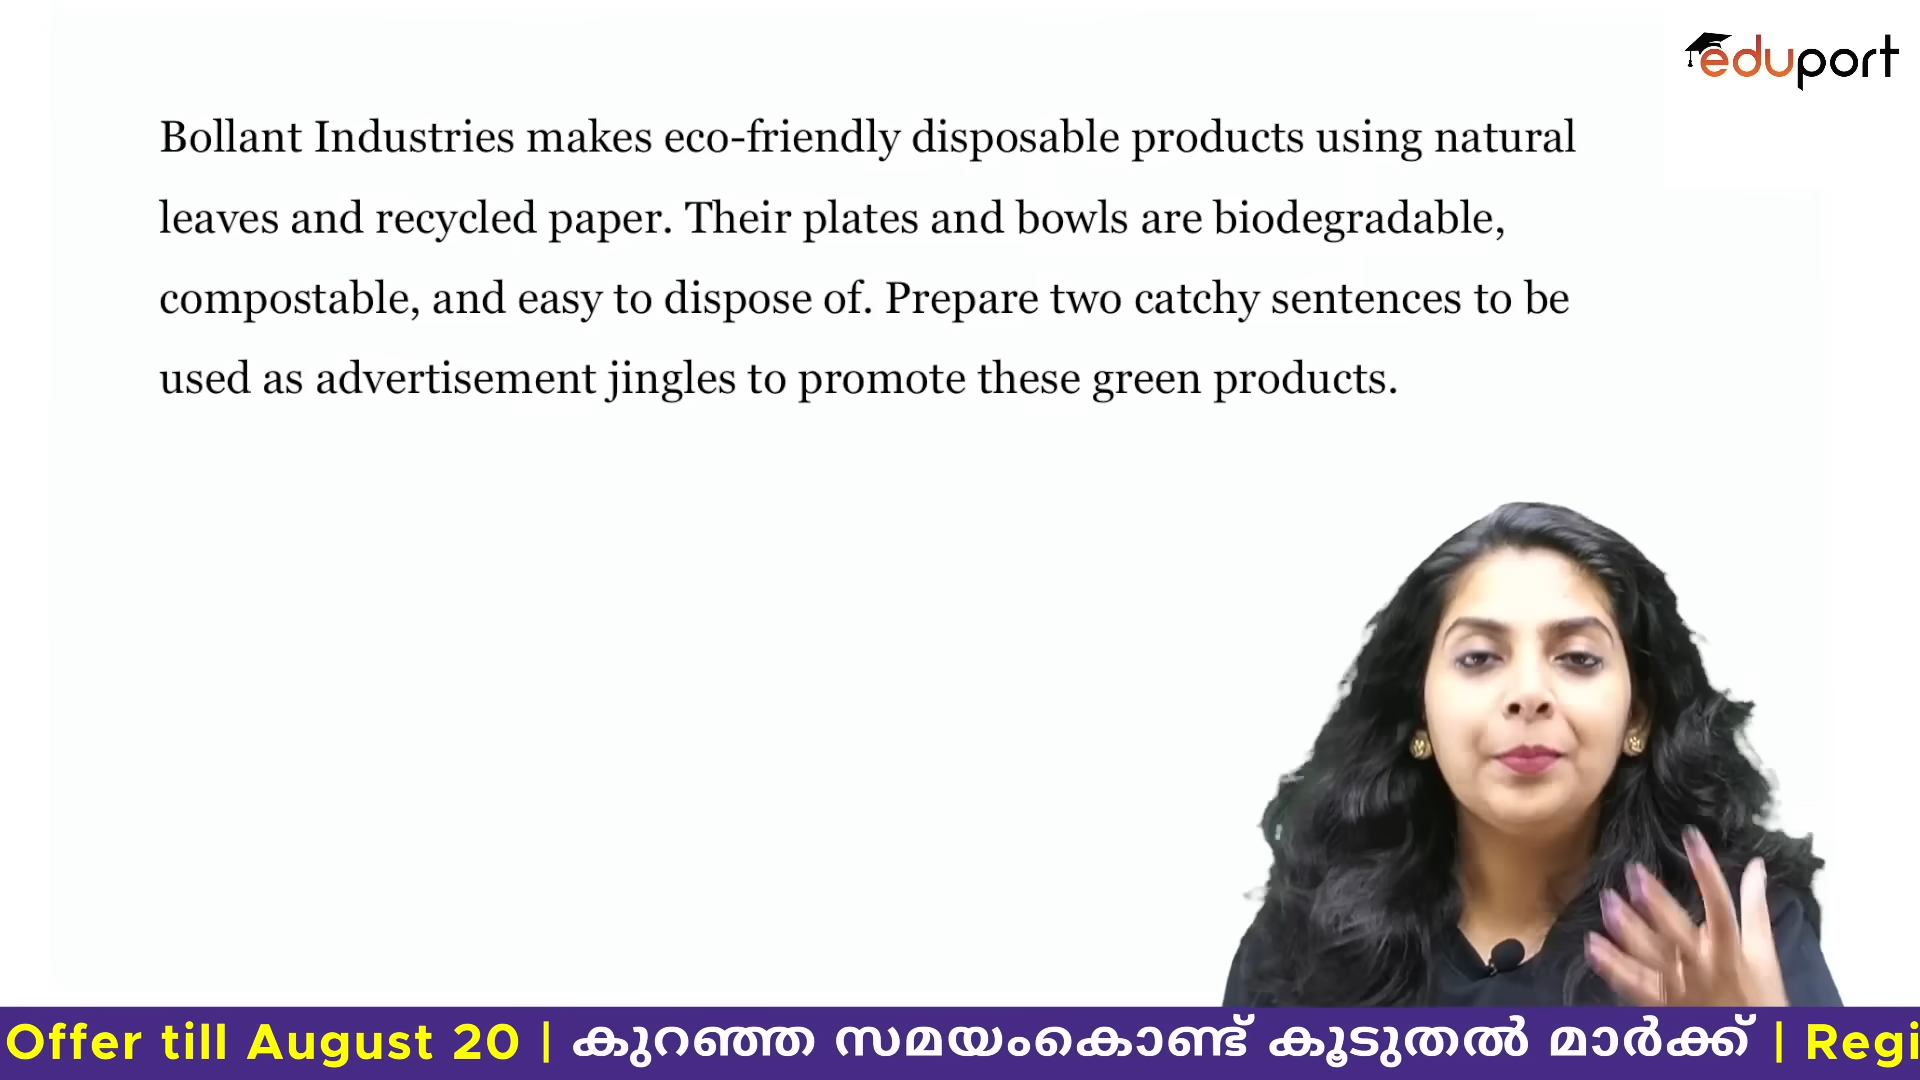 eduport
Bollant Industries makes eco-friendly disposable products using natural
leaves and recycled paper. Their plates and bowls are biodegradable,
compostable, and easy to dispose of. Prepare two catchy sentences to be
used as advertisement jingles to promote these green products.
Offer till August 20 | കുറഞ്ഞ സമയംകൊണ്ട് കൂടുതൽ മാർക്ക് | Regi